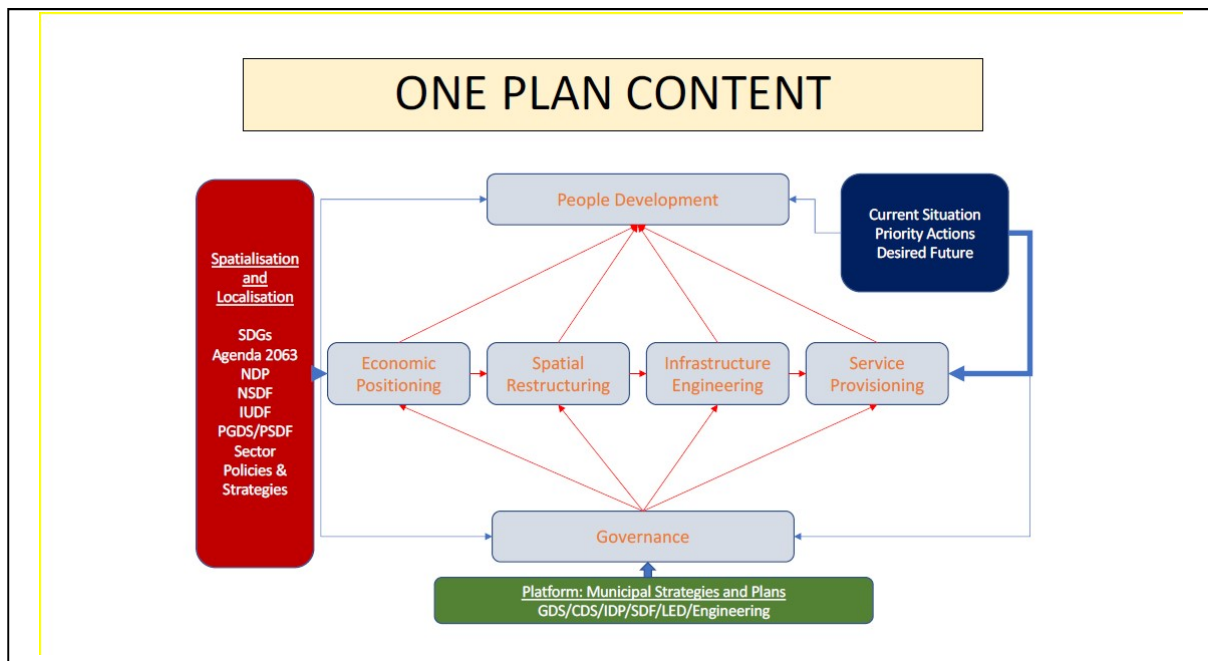 ONE PLAN CONTENT
People Development
Current Situation
Priority Actions
Desired Future
Spatialisation
and
Localisation
SDGs
Agenda 2063
NDP
NSDF
IUDF
PGDS/PSDF
Sector
Policies &
Strategies
Economic
Positioning
Spatial
Restructuring
Infrastructure
Engineering
Service
Provisioning
Governance
Platform: Municipal Strategies and Plans
GDS/CDS/IDP/SDF/LED/Engineering